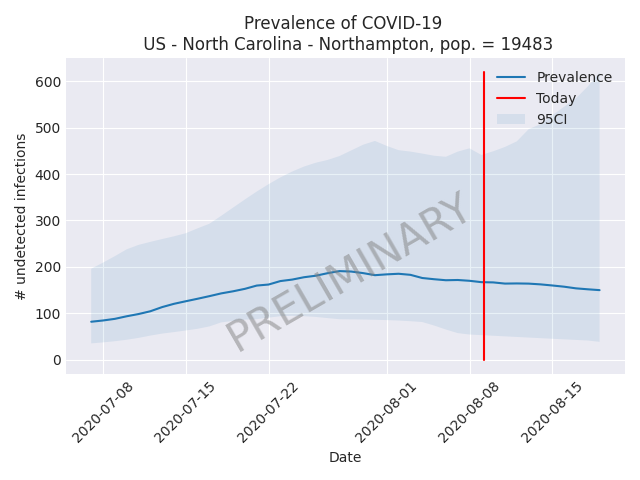 Prevalence of COVID-19
US - North Carolina - Northampton, pop. = 19483
# undetected infections
600
500
400
300
200
100
0
Prevalence
Today
95CI
PRELIMINARY
2020-07-08
2020-07-15
2020-07-22
2020-08-01
2020-08-08
2020-08-15
Date